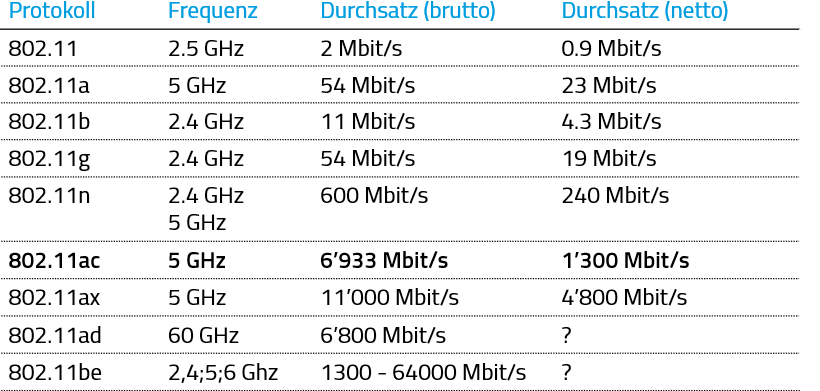 Protokoll Frequenz Durchsatz (brutto) Durchsatz (netto)
802.11 2.5 GHz 2 Mbit/s 0.9 Mbit/s
802.11a 5 GHz 54 Mbit/s 23 Mbit/s
802.11b 2.4 GHz 11 Mbit/s 4.3 Mbit/s
802.11g 2.4 GHz 54 Mbit/s 19 Mbit/s
802.11n 2.4 GHz 600 Mbit/s 240 Mbit/s
5 GHz
802.11ac 5 GHz 6’933 Mbit/s 1’300 Mbit/s
802.11ax 5 GHz 11’000 Mbit/s 4’800 Mbit/s
802.11ad 60 GHz 6’800 Mbit/s ?
802.11be 2,4;5;6 Ghz 1300 - 64000 Mbit/s ?